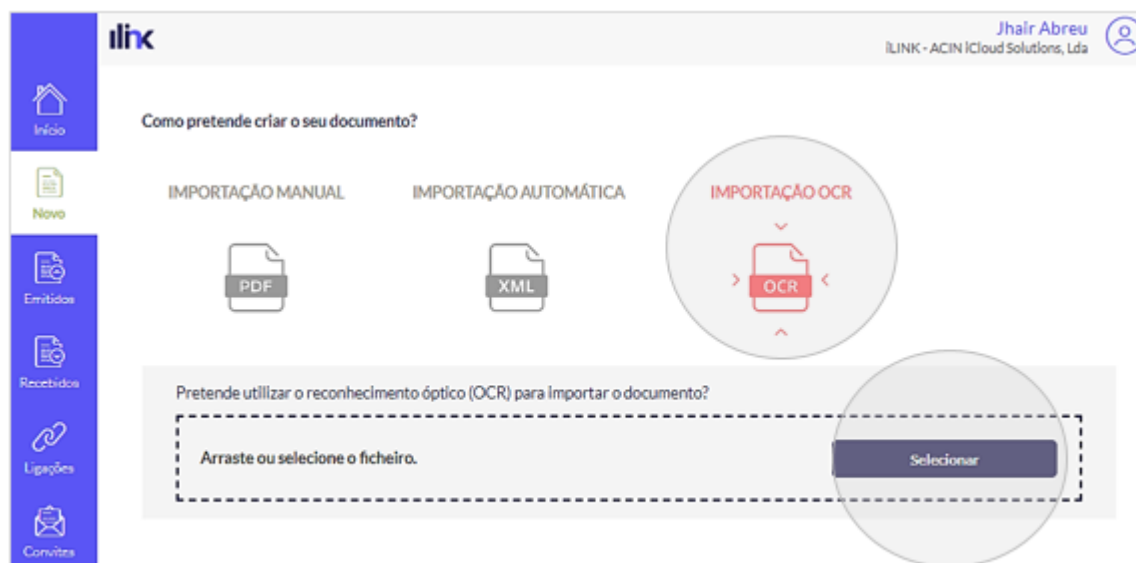 ilink
Jhair Abreu
iLINK - ACIN iCloud Solutions, Lda
Início
Novo
Emitidos
Recebidos
Ligações
Convites
Como pretende criar o seu documento?
IMPORTAÇÃO MANUAL
IMPORTAÇÃO AUTOMÁTICA
IMPORTAÇÃO OCR
PDF
XML
OCR
Pretende utilizar o reconhecimento óptico (OCR) para importar o documento?
Arraste ou selecione o ficheiro.
Selecionar